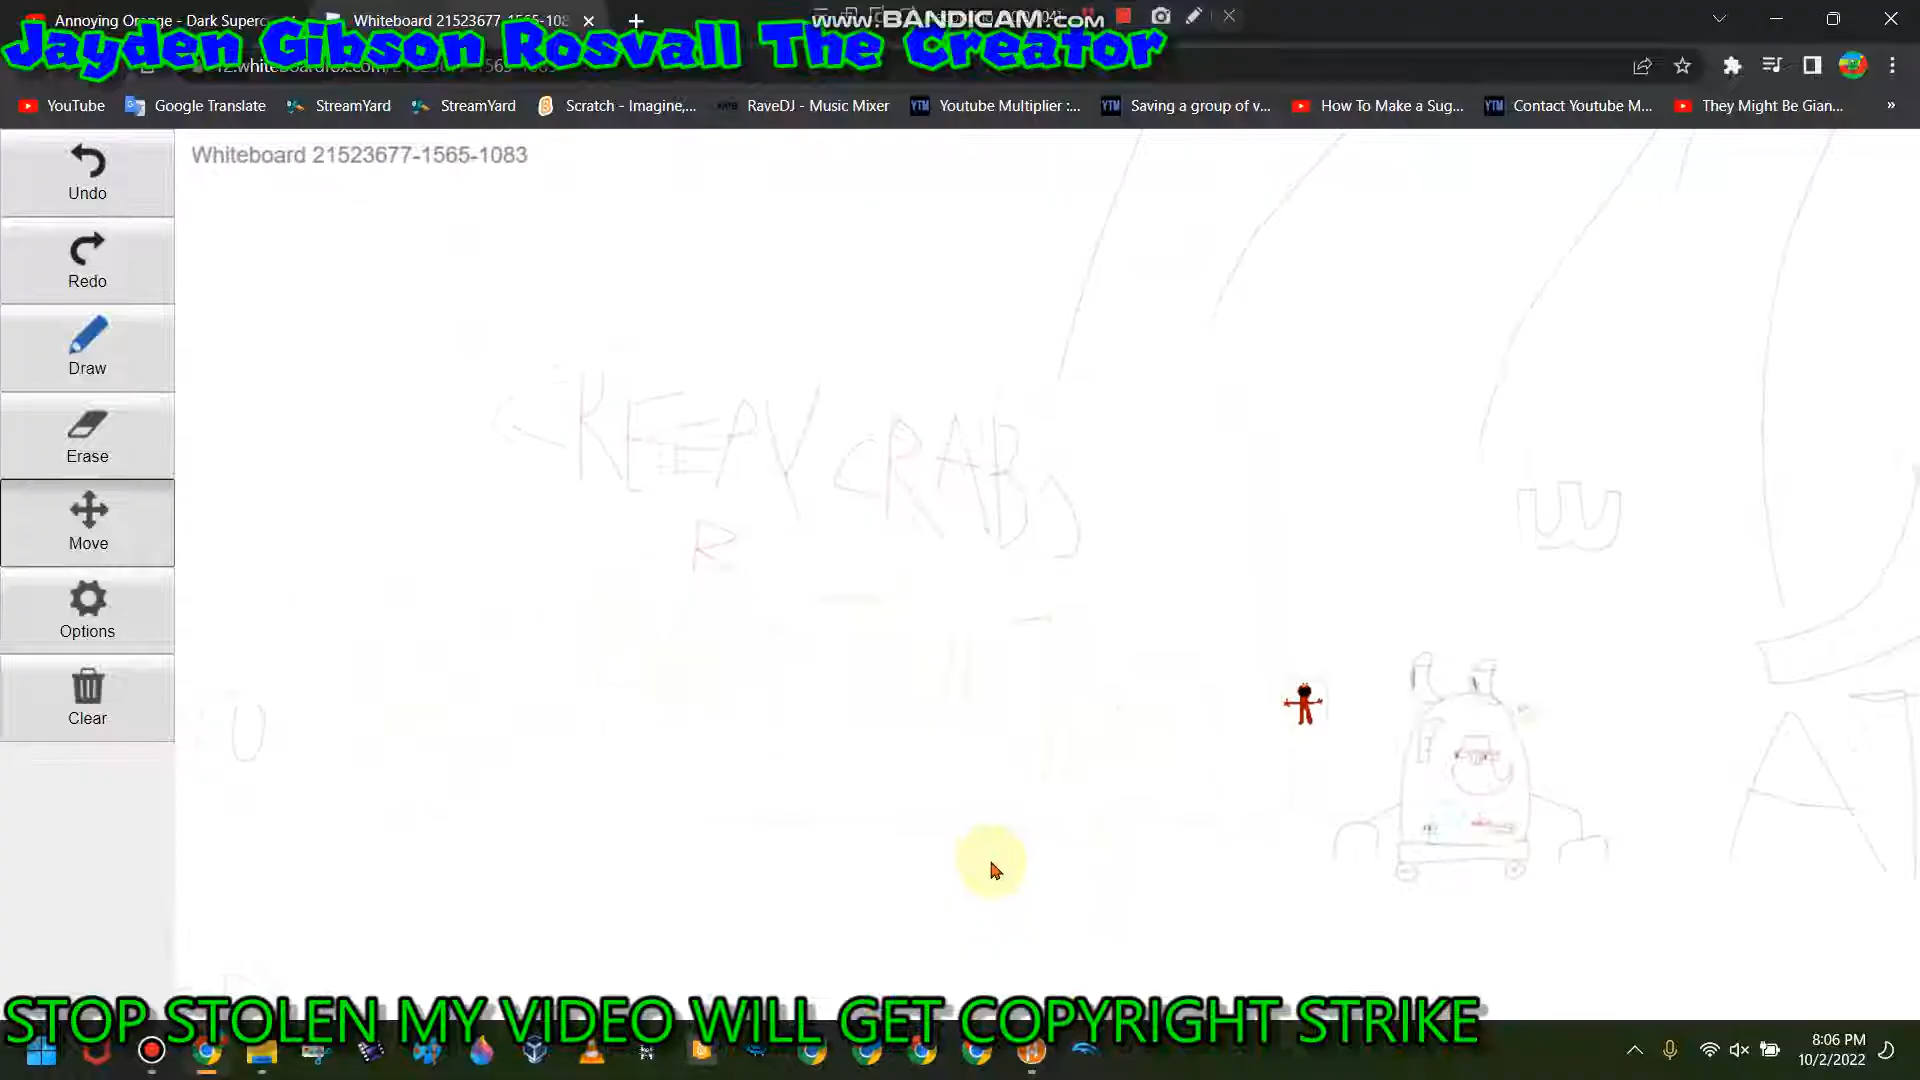 Annoying Orange - Dark Superc
Whiteboard 21523677-1565-108
www.BANDICAM.com
Jayden Gibson Rosvall The Creator
YouTube
Google Translate
StreamYard
StreamYard
Scratch - Imagine,...
RaveDJ - Music Mixer
Youtube Multiplier :...
Saving a group of v...
How To Make a Sug...
Contact Youtube M...
They Might Be Gian...
»
Undo
Whiteboard 21523677-1565-1083
Redo
Draw
Erase
CREEPY CRABS
R
Move
Options
Clear
U
A
STOP STOLEN MY VIDEO WILL GET COPYRIGHT STRIKE
8:06 PM
10/2/2022